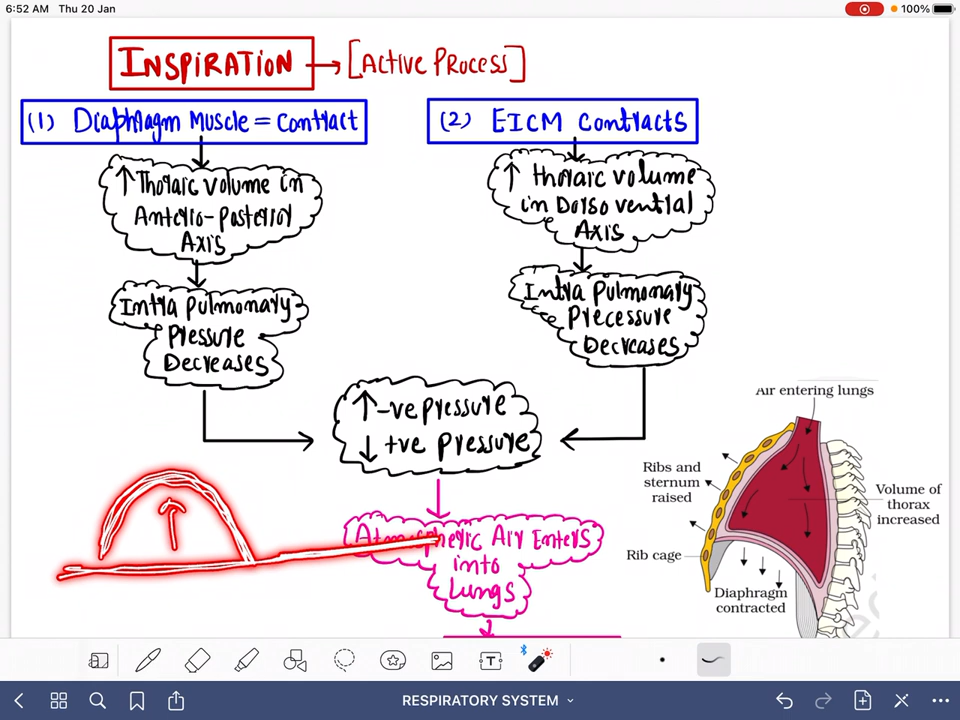 6:52 AM Thu 20 Jan
100%
INSPIRATION → [ACTIVE PROCESS]
(1) Diaphragm Muscle = Contract
↑ Thoraic volume in
Anterio-Posterior
Axis
Intra Pulmonary
Pressure
Decreases
(2) EICM Contracts
↑ thoraic volume
in Dorso ventral
Axis
Intra Pulmonary
Precessure
Decreases
↑ -ve pressure
↓ +ve pressure
Atmospheric Air Enters
into
Lungs
Air entering lungs
Ribs and
sternum
raised
Volume of
thorax
increased
Rib cage
Diaphragm
contracted
RESPIRATORY SYSTEM